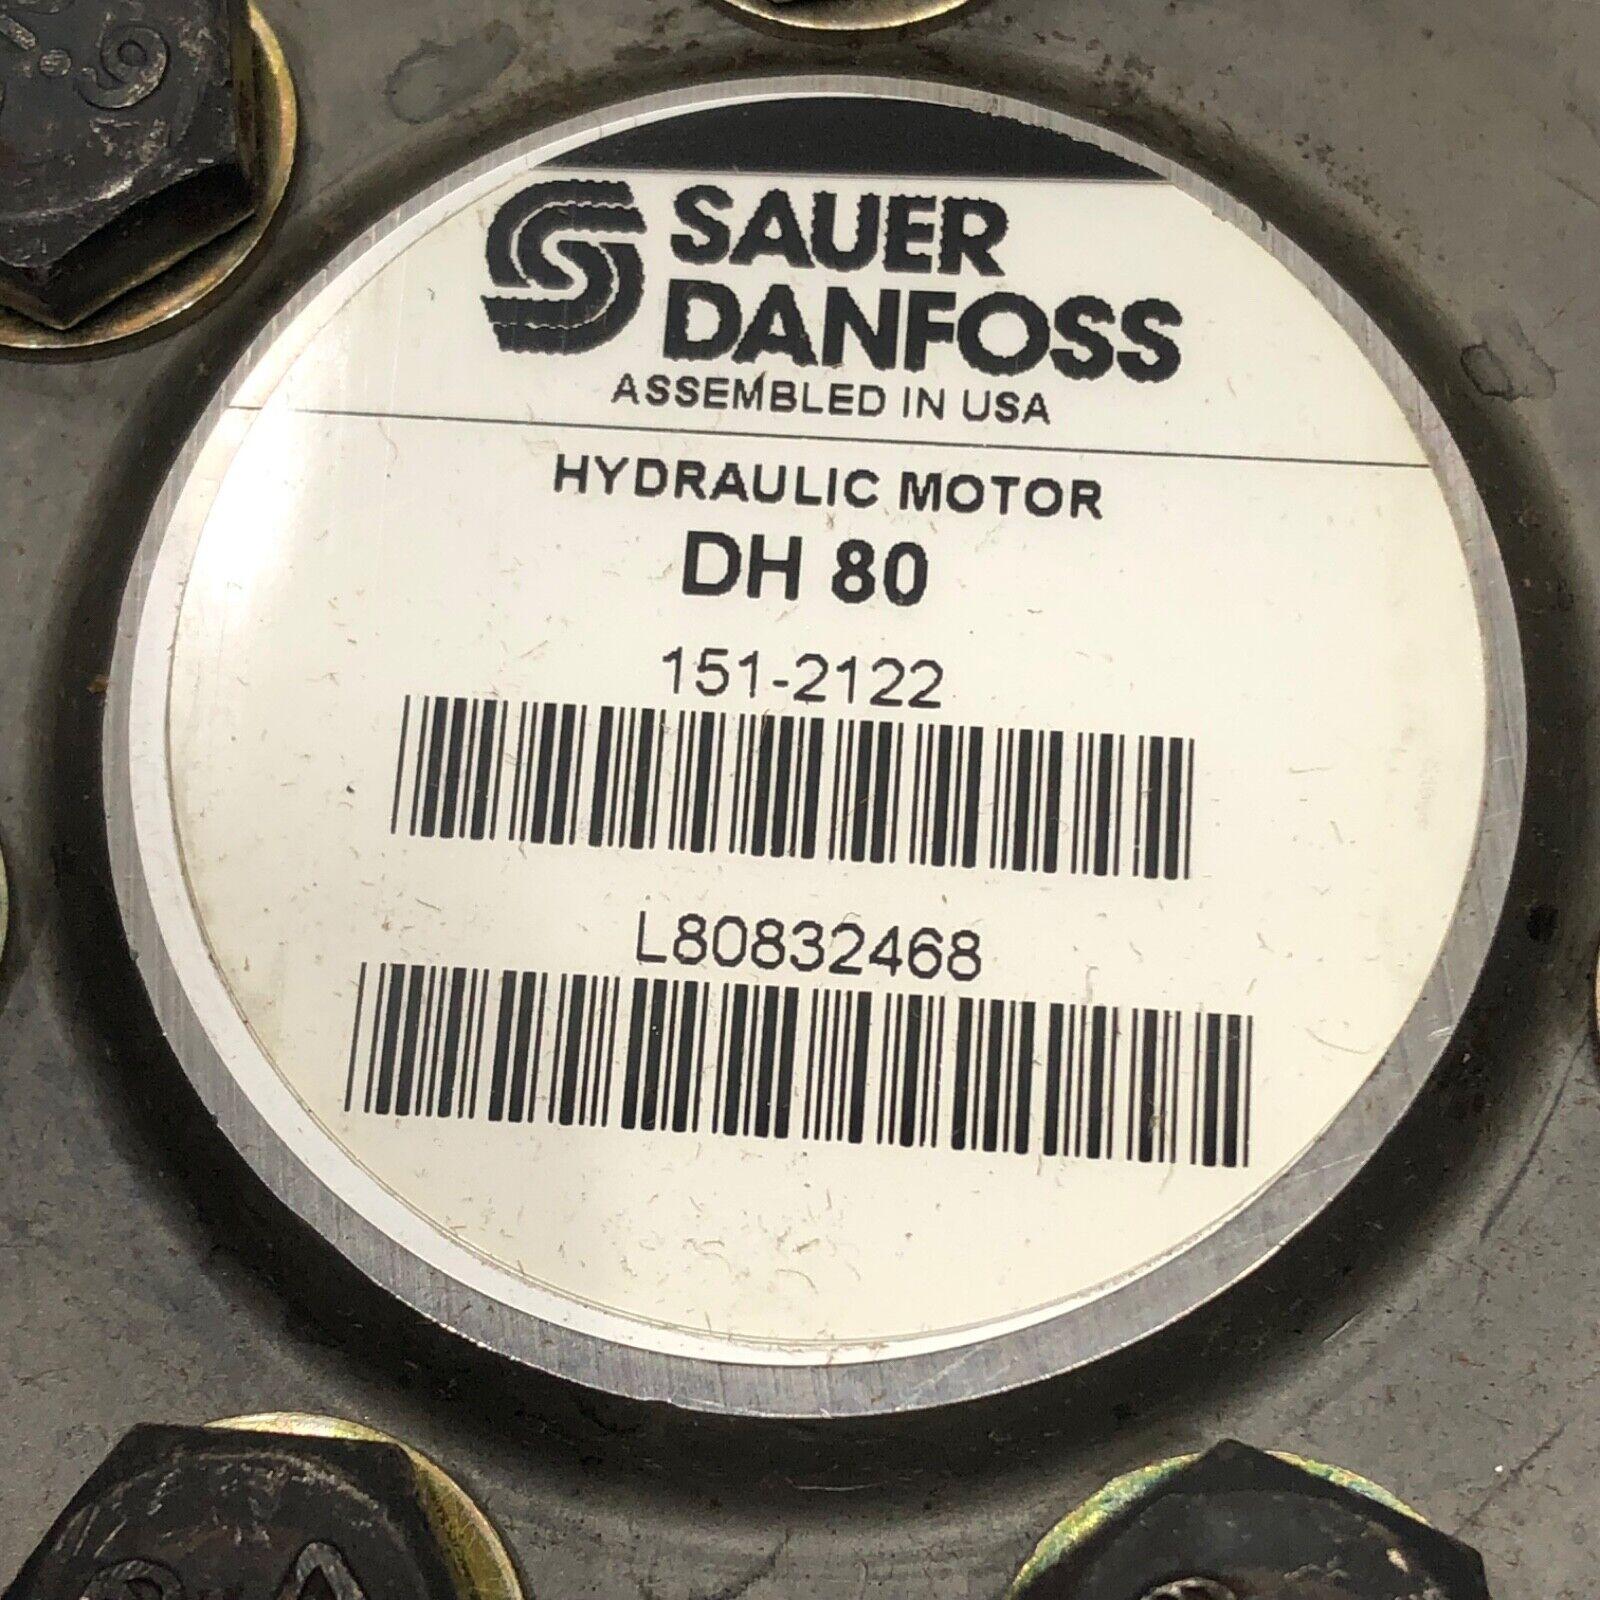 SAUER
DANFOSS
ASSEMBLED IN USA
HYDRAULIC MOTOR
DH 80
151-2122
L80832468